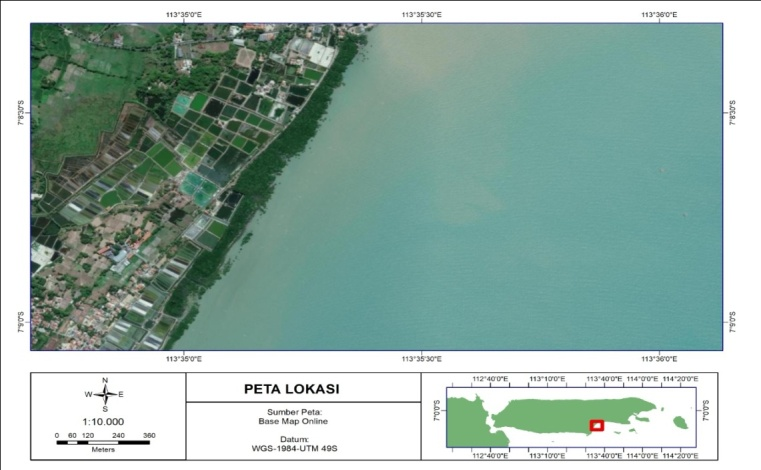 113°35'0"E 113°35'30"E 113°36'0"E
7°8'30"S 7°8'30"S
7°9'0"S 7°9'0"S
113°35'0"E 113°35'30"E 113°36'0"E
N
W E
S
1:10.000
0 60 120 240 360
Meters
PETA LOKASI
Sumber Peta:
Base Map Online
Datum:
WGS-1984-UTM 49S
112°40'0"E 113°10'0"E 113°40'0"E 114°0'0"E 114°20'0"E
7°0'0"S 7°0'0"S
112°40'0"E 113°10'0"E 113°40'0"E 114°0'0"E 114°20'0"E